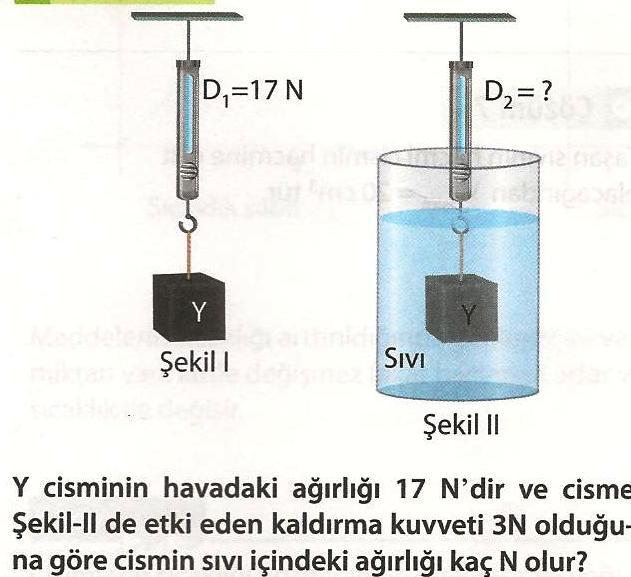 D₁=17 N
D₂= ?
Y
Y
Şekil I
Sıvı
Şekil II
Y cisminin havadaki ağırlığı 17 N'dir ve cisme
Şekil-II de etki eden kaldırma kuvveti 3N olduğu-
na göre cismin sıvı içindeki ağırlığı kaç N olur?